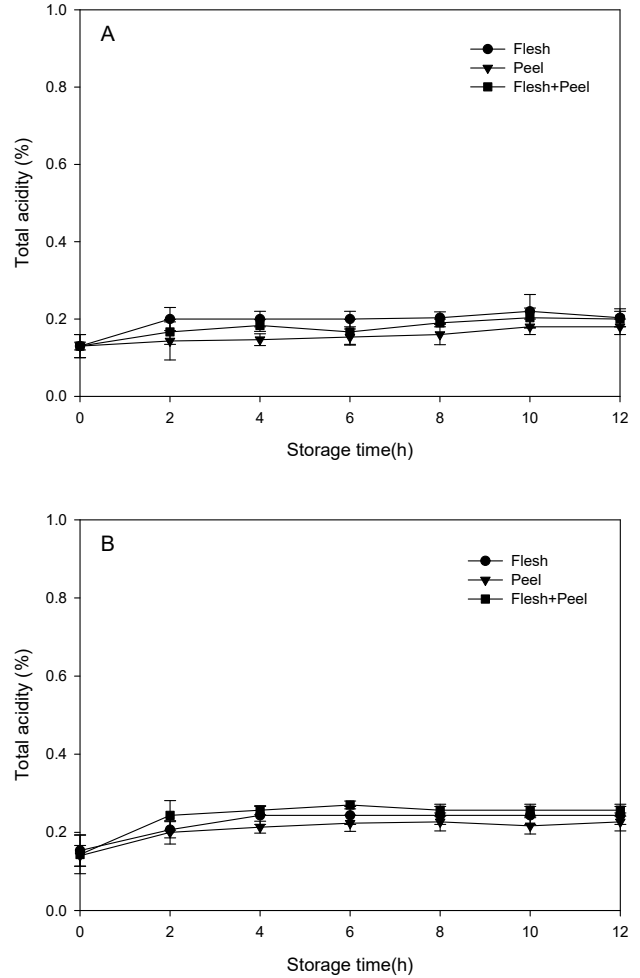 A
Flesh
Peel
Flesh+Peel
Total acidity (%)
1.0
0.8
0.6
0.4
0.2
0.0
0 2 4 6 8 10 12
Storage time(h)
B
Flesh
Peel
Flesh+Peel
Total acidity (%)
1.0
0.8
0.6
0.4
0.2
0.0
0 2 4 6 8 10 12
Storage time(h)